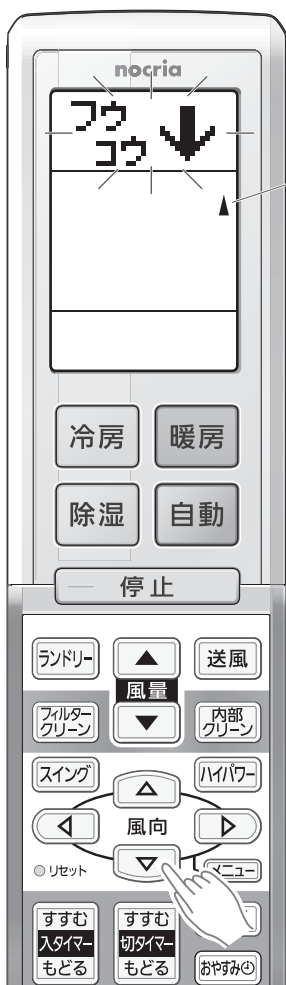 nocria
フウ
コウ
冷房
暖房
除湿
自動
停止
ランドリー
風量
送風
フィルター
クリーン
内部
クリーン
スイング
ハイパワー
風向
リセット
メニュー
すすむ
入タイマー
もどる
すすむ
切タイマー
もどる
おやすみ